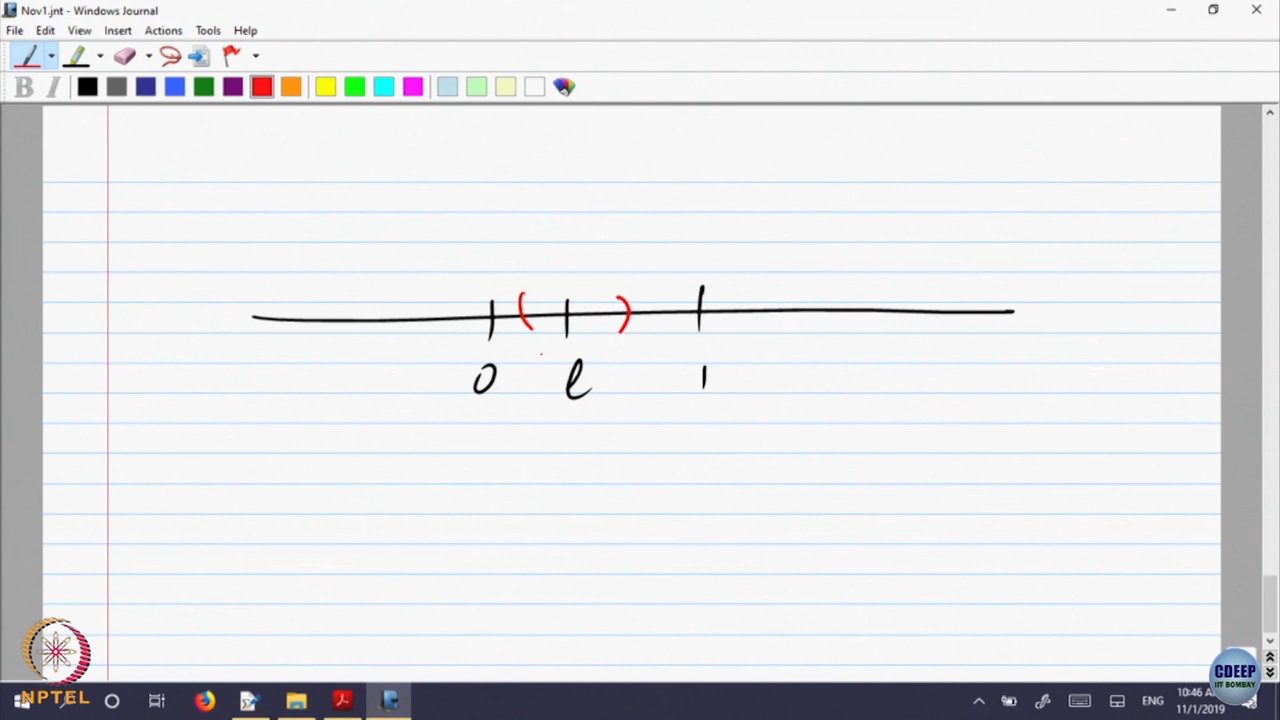 Nov1.jnt - Windows Journal
File Edit View Insert Actions Tools Help
B I
( )
0 l 1
NPTEL
CDEEP
IIT BOMBAY
ENG
10:46 A
11/1/2019